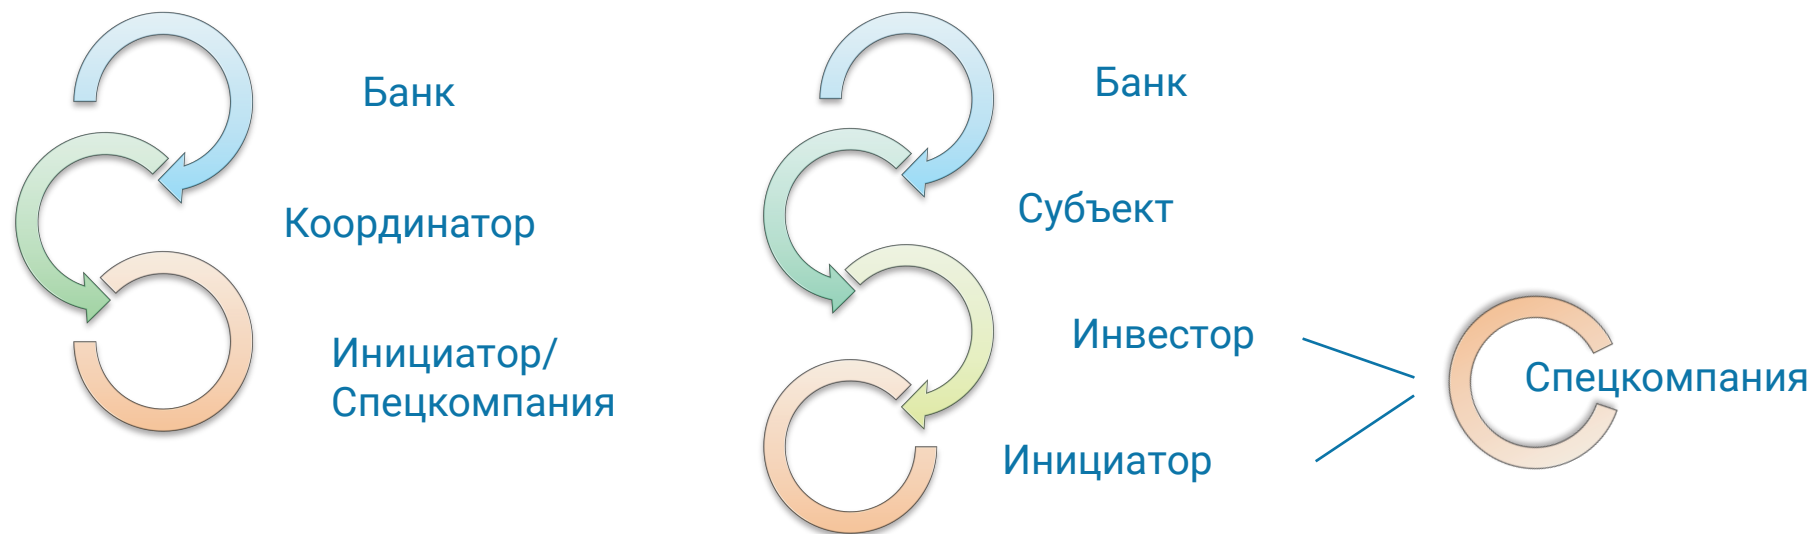 Банк
Координатор
Инициатор/
Спецкомпания
Банк
Субъект
Инвестор
Инициатор
Спецкомпания